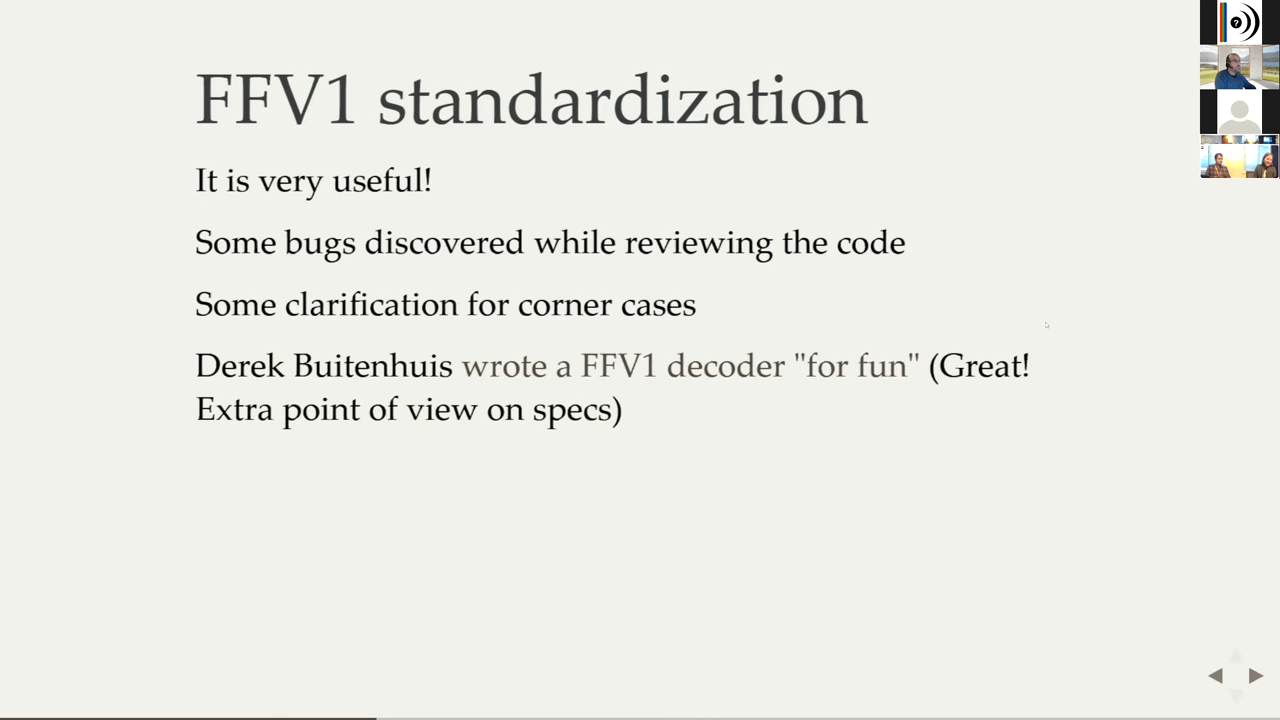 FFV1 standardization
It is very useful!
Some bugs discovered while reviewing the code
Some clarification for corner cases
Derek Buitenhuis wrote a FFV1 decoder "for fun" (Great!
Extra point of view on specs)